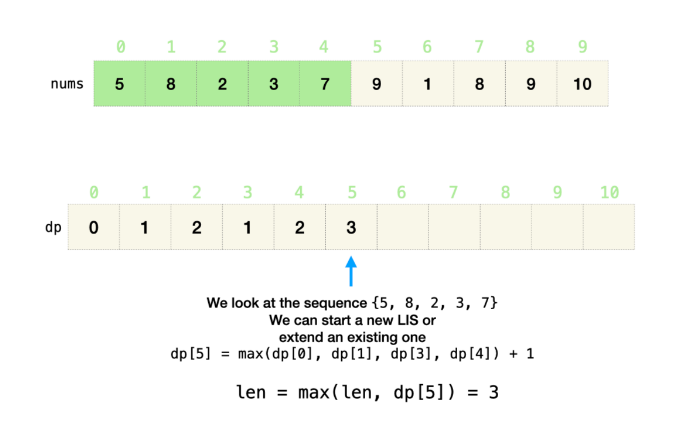 0 1 2 3 4 5 6 7 8 9
nums 5 8 2 3 7 9 1 8 9 10
0 1 2 3 4 5 6 7 8 9 10
dp 0 1 2 1 2 3
We look at the sequence {5, 8, 2, 3, 7}
We can start a new LIS or
extend an existing one
dp[5] = max(dp[0], dp[1], dp[3], dp[4]) + 1
len = max(len, dp[5]) = 3